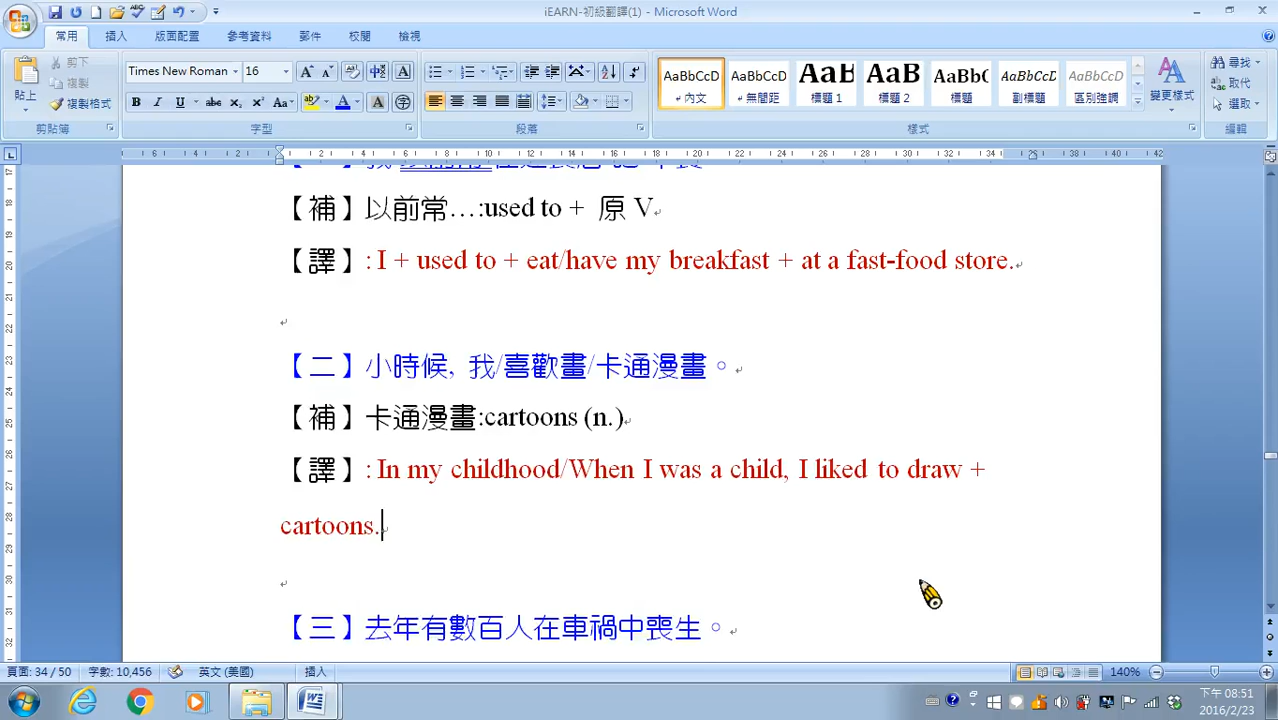 iEARN-初級翻譯(1) - Microsoft Word
常用 插入 版面配置 參考資料 郵件 校閱 檢視
貼上 剪下
複製
複製格式
剪貼簿
Times New Roman 16
字型
段落
AaBbCcD AaBbCcD AaBb( AaB AaBbC AaBbCcD AaBbCcD
內文 無間距 標題 1 標題 2 標題 副標題 區別強調
變更樣式
樣式
尋找
取代
選取
編輯
【補】以前常…:used to + 原 V
【譯】: I + used to + eat/have my breakfast + at a fast-food store.
【二】小時候, 我/喜歡畫/卡通漫畫。
【補】卡通漫畫:cartoons (n.)
【譯】: In my childhood/When I was a child, I liked to draw +
cartoons.
【三】去年有數百人在車禍中喪生。
頁面: 34 / 50 字數: 10,456 英文 (美國) 插入 140%
下午 08:51
2016/2/23